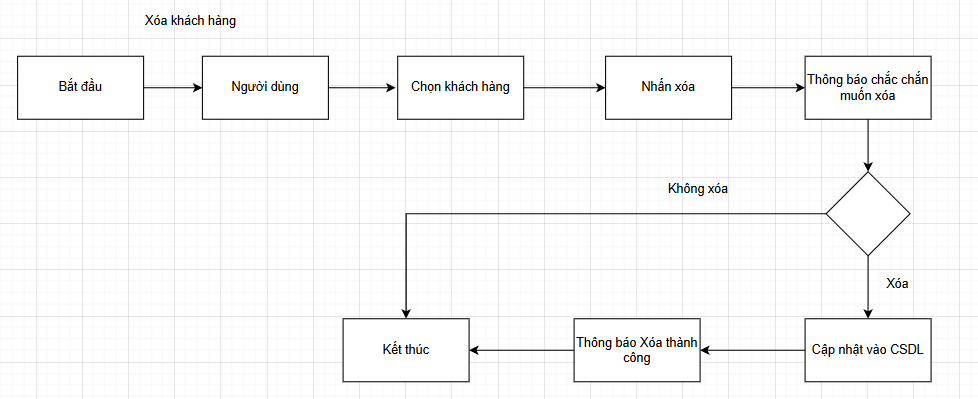 Xóa khách hàng
Bắt đầu
Người dùng
Chọn khách hàng
Nhấn xóa
Thông báo chắc chắn
muốn xóa
Không xóa
Xóa
Kết thúc
Thông báo Xóa thành
công
Cập nhật vào CSDL